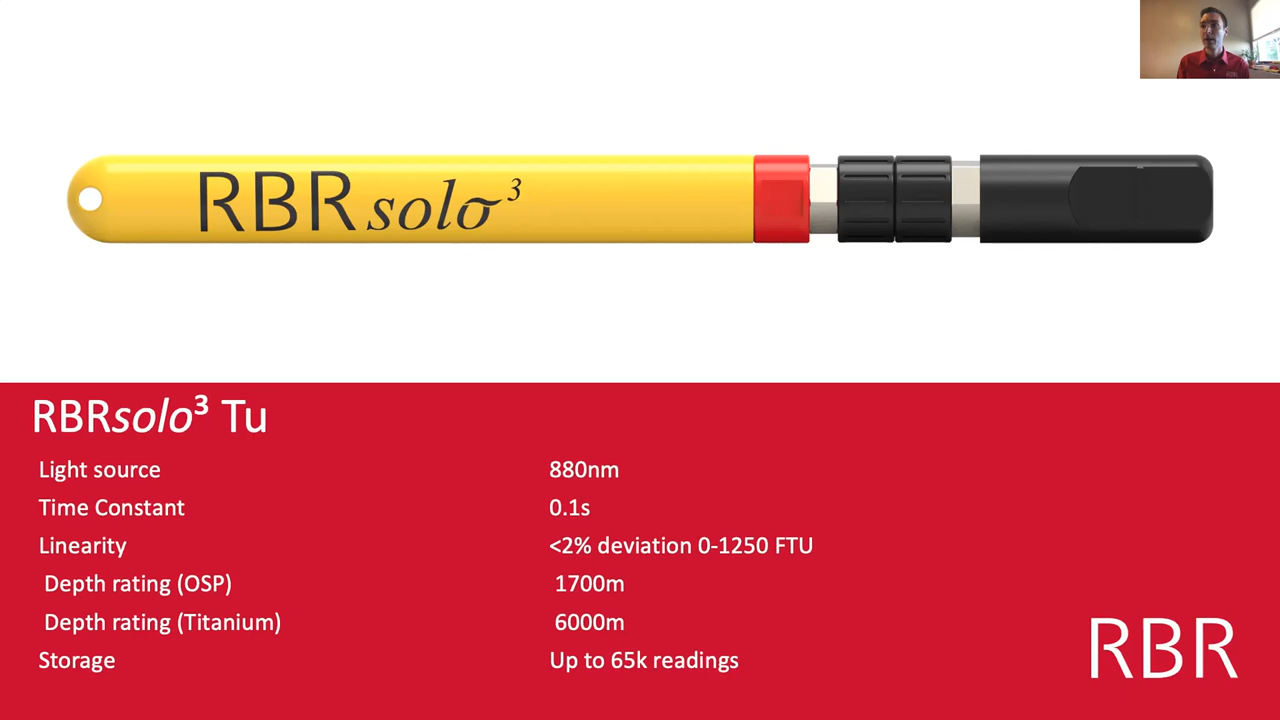 RBRsolo³
RBRsolo³ Tu
Light source 880nm
Time Constant 0.1s
Linearity <2% deviation 0-1250 FTU
Depth rating (OSP) 1700m
Depth rating (Titanium) 6000m
Storage Up to 65k readings
RBR